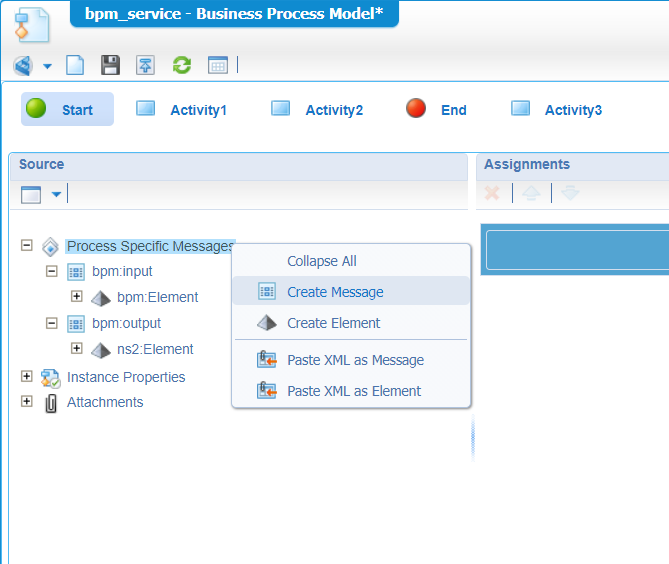 bpm_service - Business Process Model*
Start Activity1 Activity2 End Activity3
Source
Assignments
Process Specific Messages
bpm:input
bpm:Element
bpm:output
ns2:Element
Instance Properties
Attachments
Collapse All
Create Message
Create Element
Paste XML as Message
Paste XML as Element